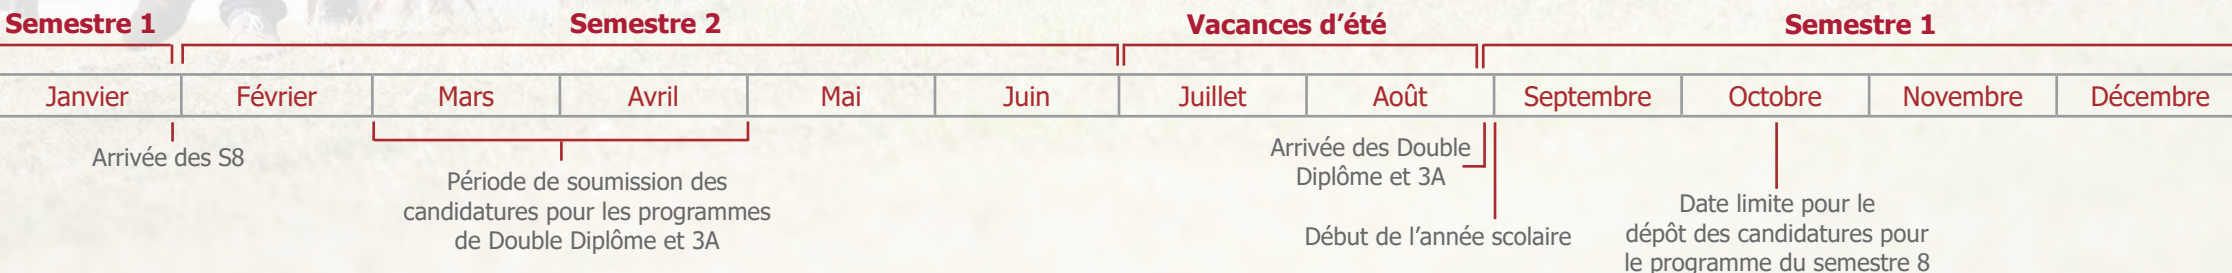 Semestre 1
Semestre 2
Vacances d’été
Semestre 1
Janvier
Février
Mars
Avril
Mai
Juin
Juillet
Août
Septembre
Octobre
Novembre
Décembre
Arrivée des S8
Période de soumission des
candidatures pour les programmes
de Double Diplôme et 3A
Arrivée des Double
Diplôme et 3A
Début de l’année scolaire
Date limite pour le
dépôt des candidatures pour
le programme du semestre 8